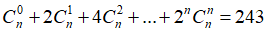 $C_n^0 + 2C_n^1 + 4C_n^2 + ... + 2^n C_n^n = 243$